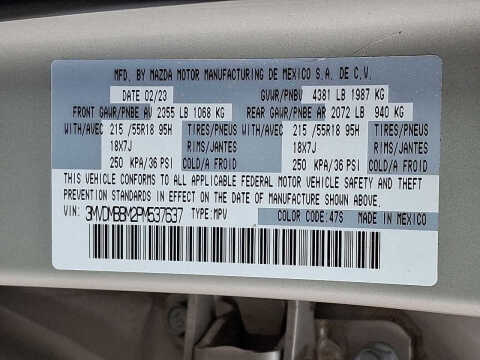 MFD. BY MAZDA MOTOR MANUFACTURING DE MEXICO S.A. DE C.V.
DATE 02/23 GVWR/PNBV 4381 LB 1987 KG
FRONT GAWR/PNBE AV 2355 LB 1068 KG REAR GAWR/PNBE AR 2072 LB 940 KG
WITH/AVEC 215 /55R18 95H TIRES/PNEUS WITH/AVEC 215 /55R18 95H TIRES/PNEUS
18X7J RIMS/JANTES 18X7J RIMS/JANTES
250 KPA/36 PSI COLD/A FROID 250 KPA/36 PSI COLD/A FROID
THIS VEHICLE CONFORMS TO ALL APPLICABLE FEDERAL MOTOR VEHICLE SAFETY AND THEFT
PREVENTION STANDARDS IN EFFECT ON THE DATE OF MANUFACTURE SHOWN ABOVE.
VIN: 3MVDMBBM2PM537637 TYPE:MPV COLOR CODE:47S MADE IN MEXICO